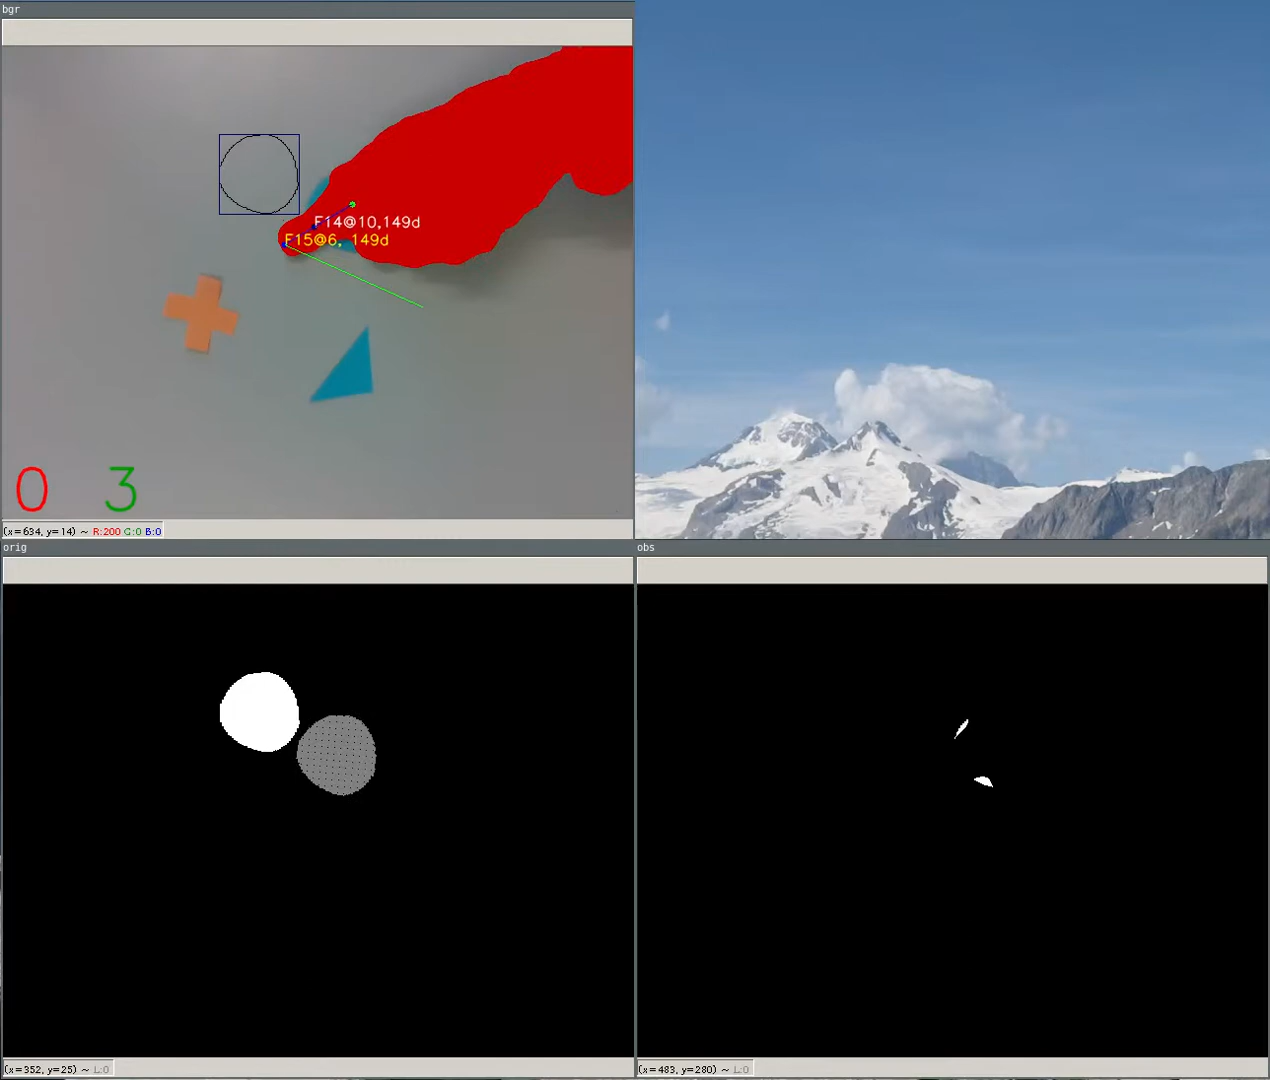 bgr
F14@10,149d
F15@6, 149d
0 3
(x=634, y=14) ~ R:200 G:0 B:0
orig
obs
(x=352, y=25) ~ L:0
(x=483, y=280) ~ L:0